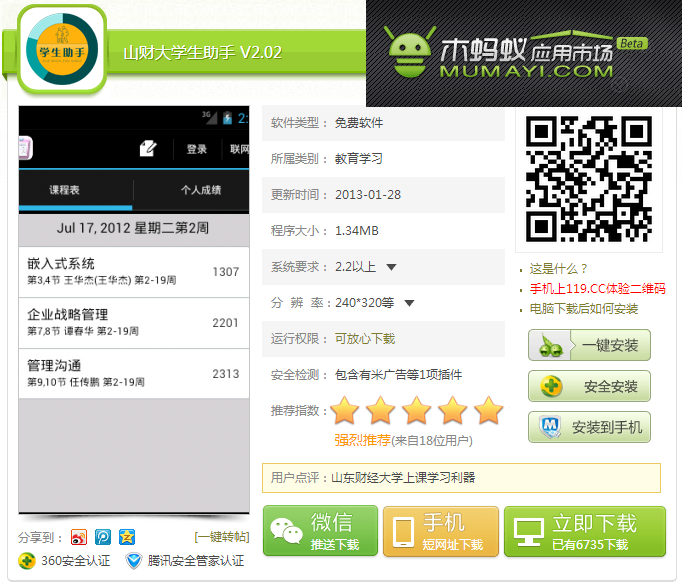 学生助手
山财大学生助手 V2.02
木蚂蚁应用市场 Beta
MUMAYI.COM
3G 2:
登录 联网
课程表 个人成绩
Jul 17, 2012 星期二第2周
嵌入式系统
第3,4节 王华杰(王华杰) 第2-19周
1307
企业战略管理
第7,8节 谭春华 第2-19周
2201
管理沟通
第9,10节 任传鹏 第2-19周
2313
软件类型： 免费软件
所属类别： 教育学习
更新时间： 2013-01-28
程序大小： 1.34MB
系统要求： 2.2以上
分 辨 率：240*320等
运行权限： 可放心下载
安全检测： 包含有米广告等1项插件
推荐指数：
强烈推荐(来自18位用户)
用户点评：山东财经大学上课学习利器
这是什么？
手机上119.CC体验二维码
电脑下载后如何安装
一键安装
安全安装
安装到手机
分享到： [一键转帖]
360安全认证 腾讯安全管家认证
微信
推送下载
手机
短网址下载
立即下载
已有6735下载